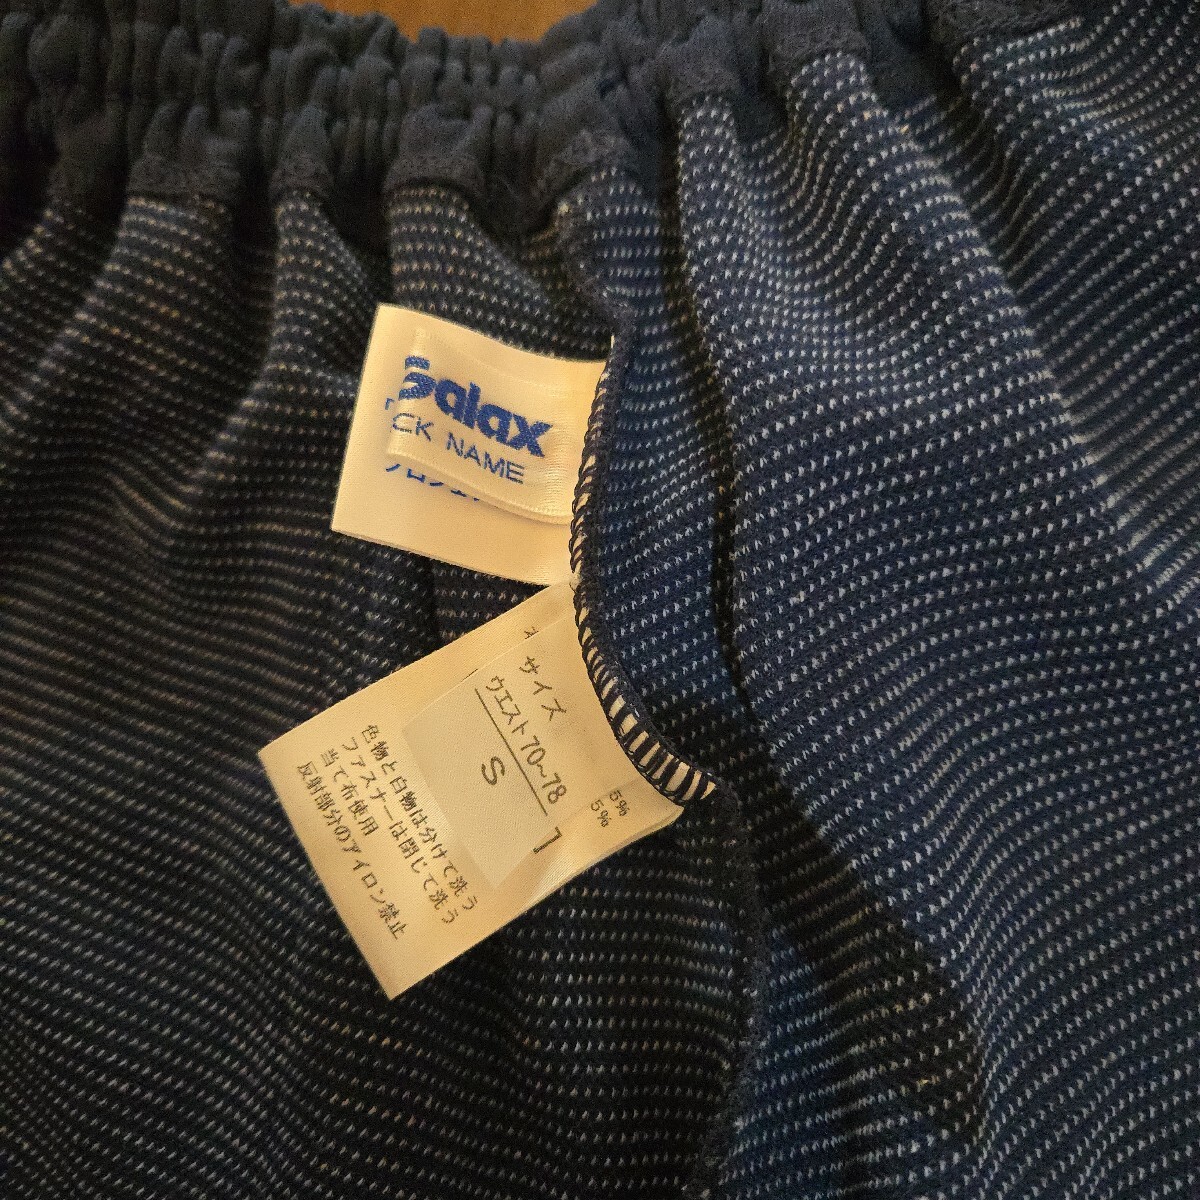 Galax
CK NAME
サイズ
ウエスト70~78
S
5%
5%
色物と白物は分けて洗う
ファスナーは閉じて洗う
当て布使用
反射部分のアイロン禁止